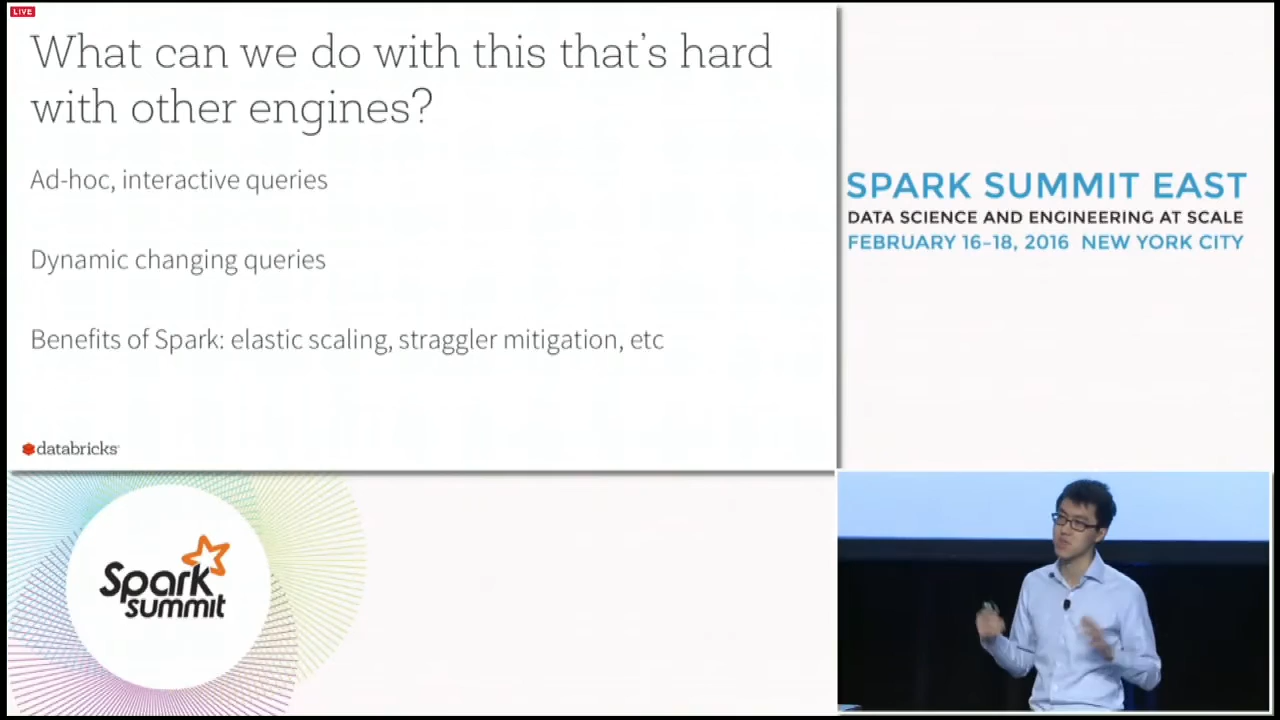 LIVE
What can we do with this that's hard
with other engines?
Ad-hoc, interactive queries
Dynamic changing queries
Benefits of Spark: elastic scaling, straggler mitigation, etc
databricks
SPARK SUMMIT EAST
DATA SCIENCE AND ENGINEERING AT SCALE
FEBRUARY 16-18, 2016 NEW YORK CITY
Spark
summit